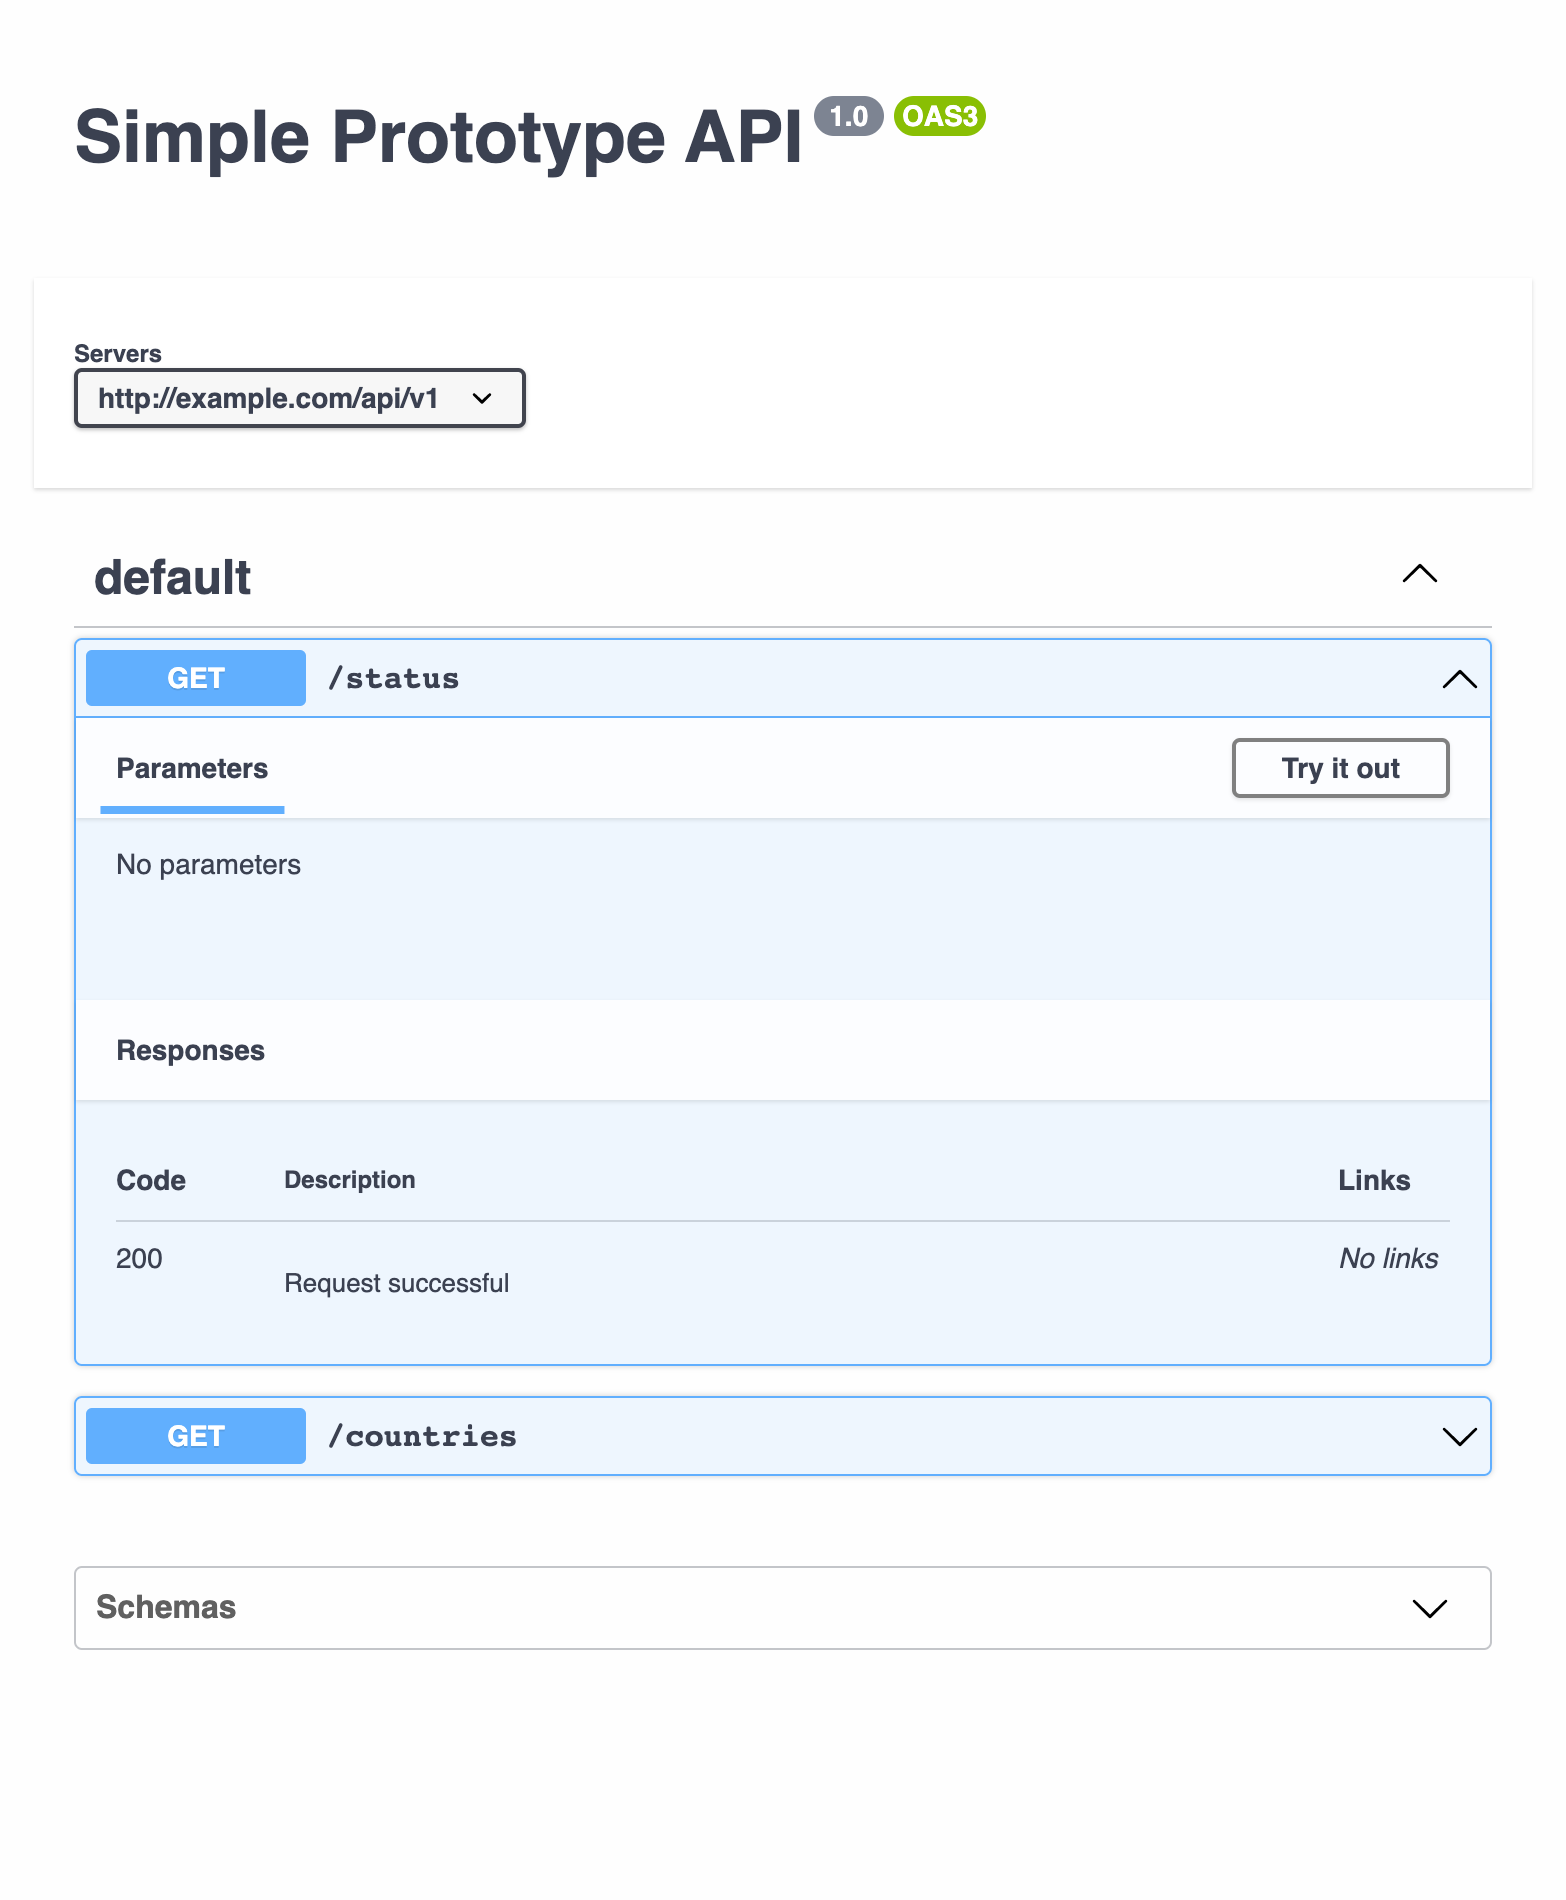 Simple Prototype API 1.0 OAS3
Servers
http://example.com/api/v1
default
GET /status
Parameters Try it out
No parameters
Responses
Code Description Links
200 No links
Request successful
GET /countries
Schemas